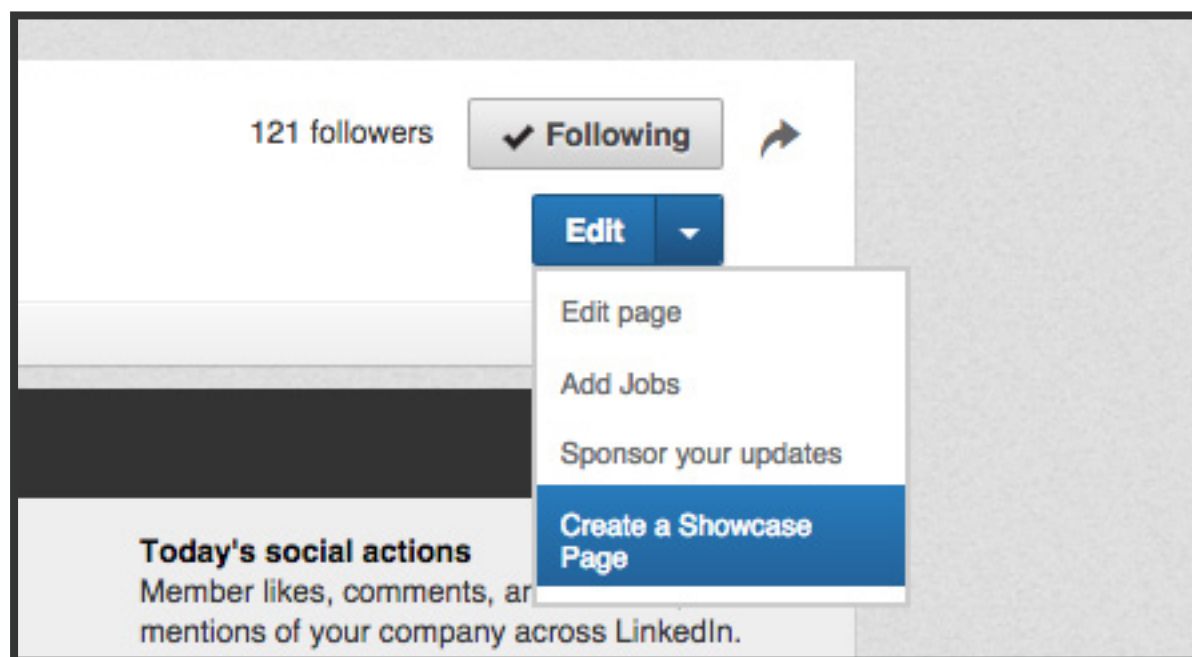 121 followers
Following
Edit
Edit page
Add Jobs
Sponsor your updates
Create a Showcase
Page
Today's social actions
Member likes, comments,
mentions of your company across LinkedIn.